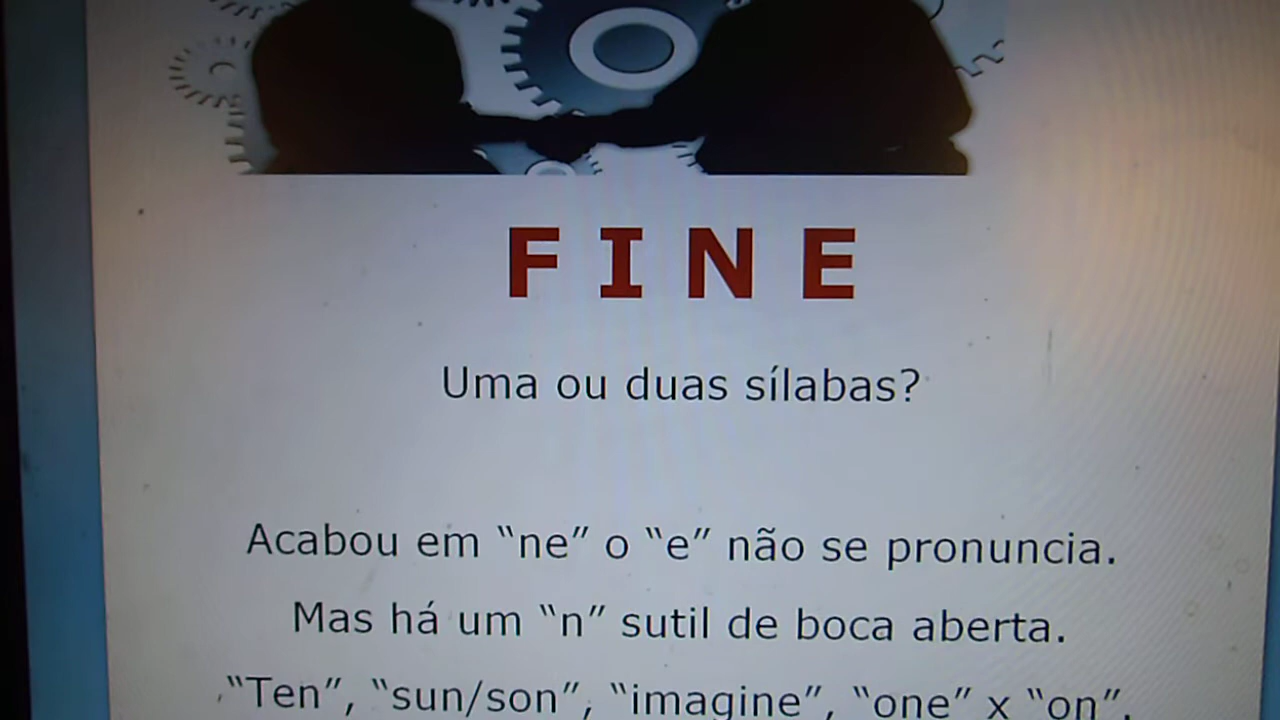 F I N E
Uma ou duas sílabas?
Acabou em “ne” o “e” não se pronuncia.
Mas há um “n” sutil de boca aberta.
“Ten”, “sun/son”, “imagine”, “one” x “on”.